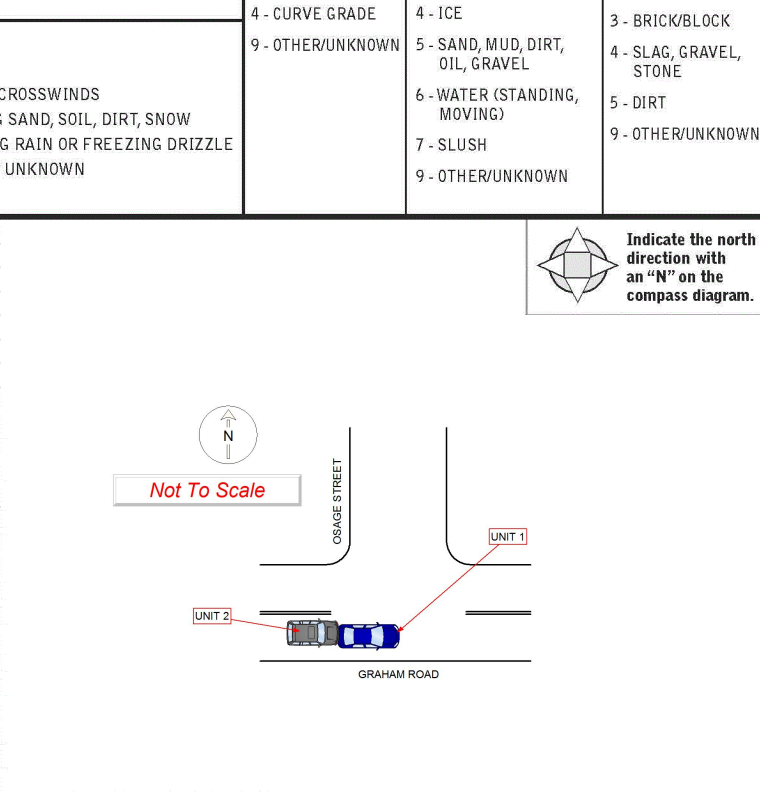 4 - CURVE GRADE
9 - OTHER/UNKNOWN
4 - ICE
5 - SAND, MUD, DIRT,
OIL, GRAVEL
6 - WATER (STANDING,
MOVING)
7 - SLUSH
9 - OTHER/UNKNOWN
3 - BRICK/BLOCK
4 - SLAG, GRAVEL,
STONE
5 - DIRT
9 - OTHER/UNKNOWN
CROSSWINDS
G SAND, SOIL, DIRT, SNOW
G RAIN OR FREEZING DRIZZLE
UNKNOWN
Indicate the north
direction with
an “N” on the
compass diagram.
N
Not To Scale
OSAGE STREET
UNIT 1
UNIT 2
GRAHAM ROAD